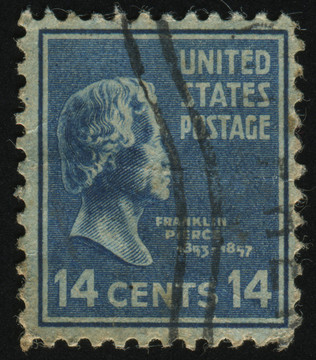 UNITED
STATES
POSTAGE
FRANKLIN
PIERCE
1853-1857
14 CENTS 14